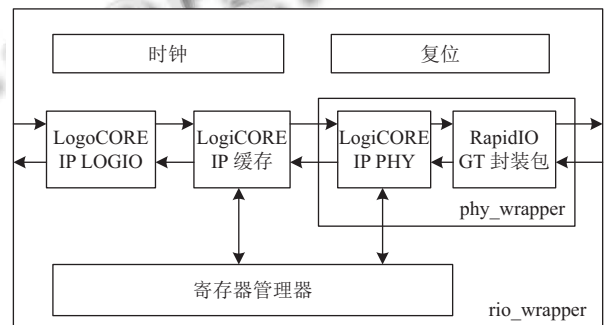 时钟
复位
LogoCORE
IP LOGIO
LogiCORE
IP 缓存
LogiCORE
IP PHY
RapidIO
GT 封装包
phy_wrapper
寄存器管理器
rio_wrapper